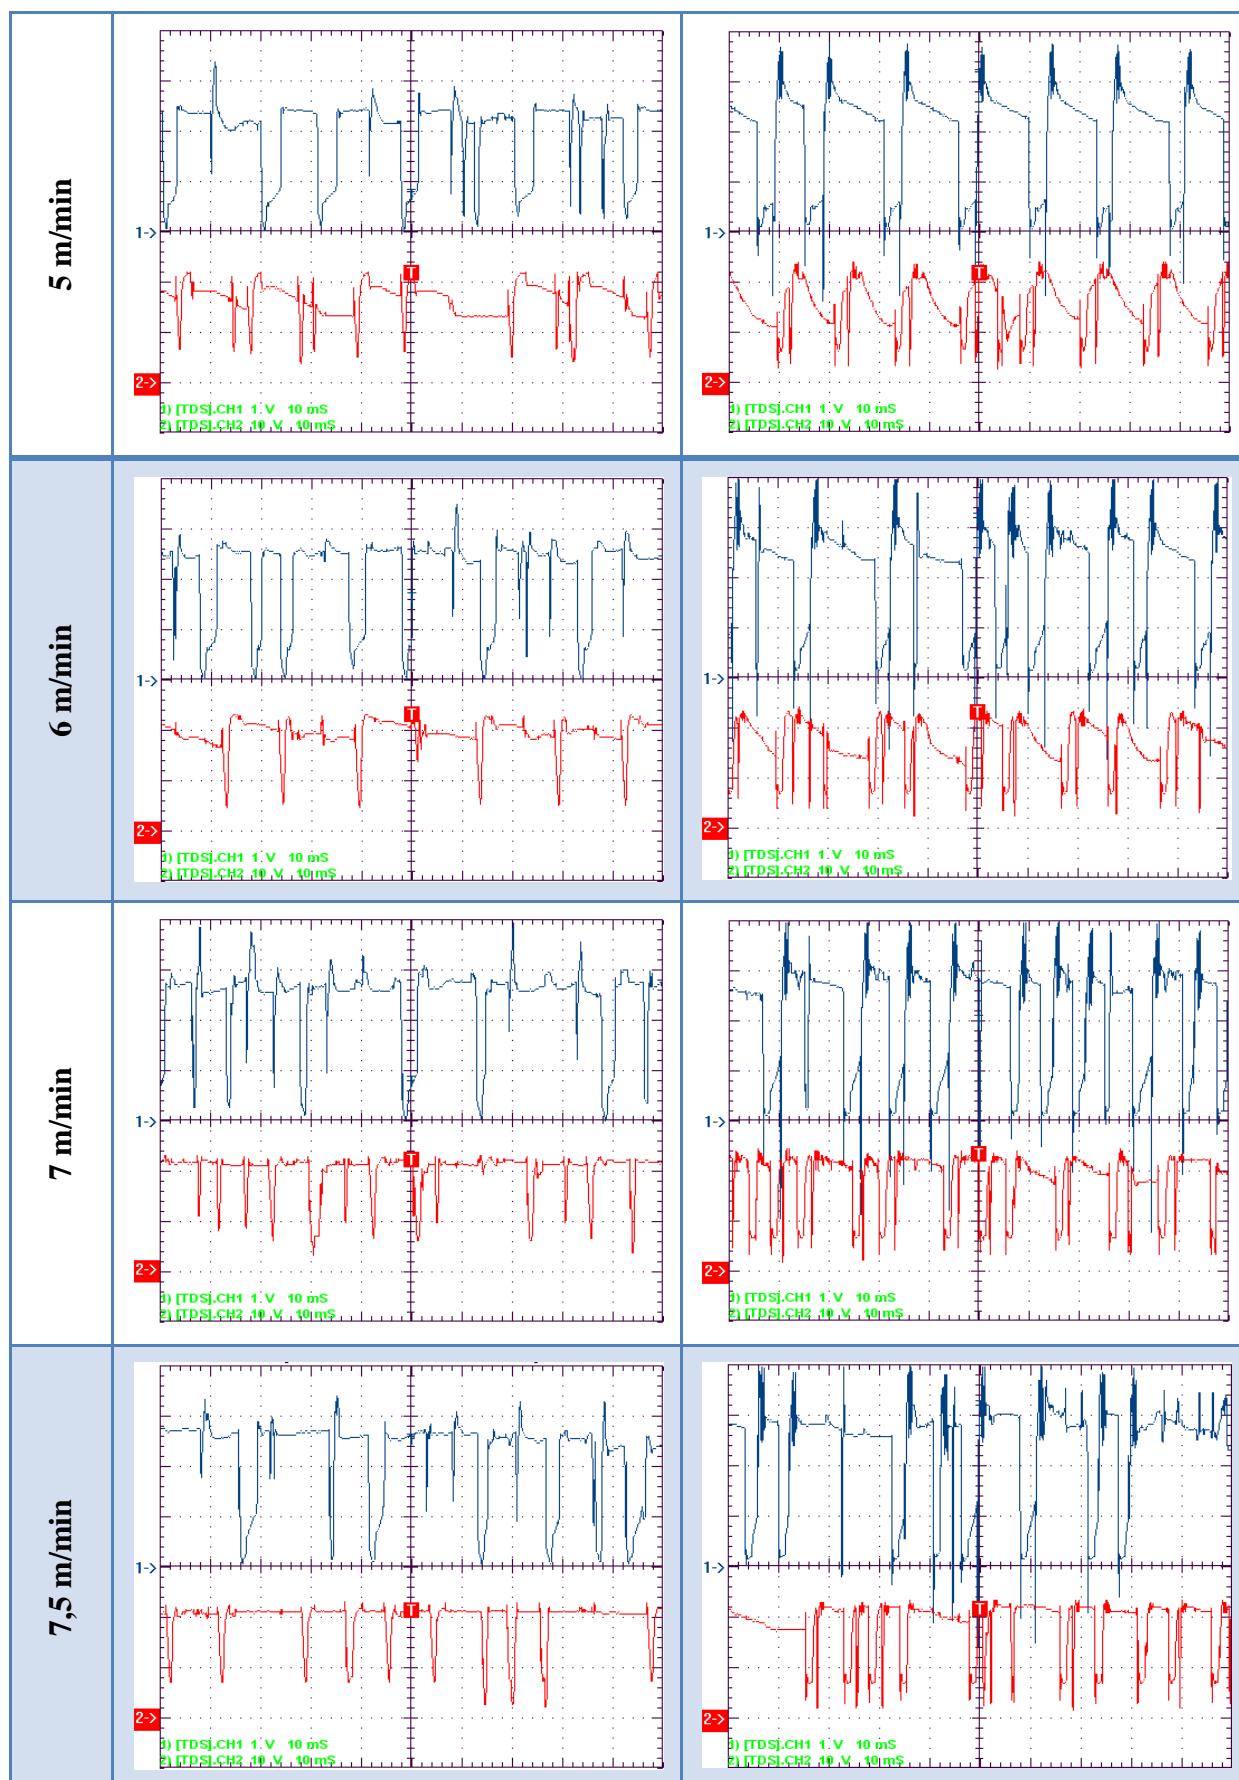 5 m/min
1->
T
2->
1) [TDS].CH1 1. V 10 mS
2) [TDS].CH2 10 V 10 mS
1->
T
2->
1) [TDS].CH1 1. V 10 mS
2) [TDS].CH2 10 V 10 mS
6 m/min
1->
T
2->
1) [TDS].CH1 1. V 10 mS
2) [TDS].CH2 10 V 10 mS
1->
T
2->
1) [TDS].CH1 1. V 10 mS
2) [TDS].CH2 10 V 10 mS
7 m/min
1->
T
2->
1) [TDS].CH1 1. V 10 mS
2) [TDS].CH2 10 V 10 mS
1->
T
2->
1) [TDS].CH1 1. V 10 mS
2) [TDS].CH2 10 V 10 mS
7,5 m/min
1->
T
2->
1) [TDS].CH1 1. V 10 mS
2) [TDS].CH2 10 V 10 mS
1->
T
2->
1) [TDS].CH1 1. V 10 mS
2) [TDS].CH2 10 V 10 mS